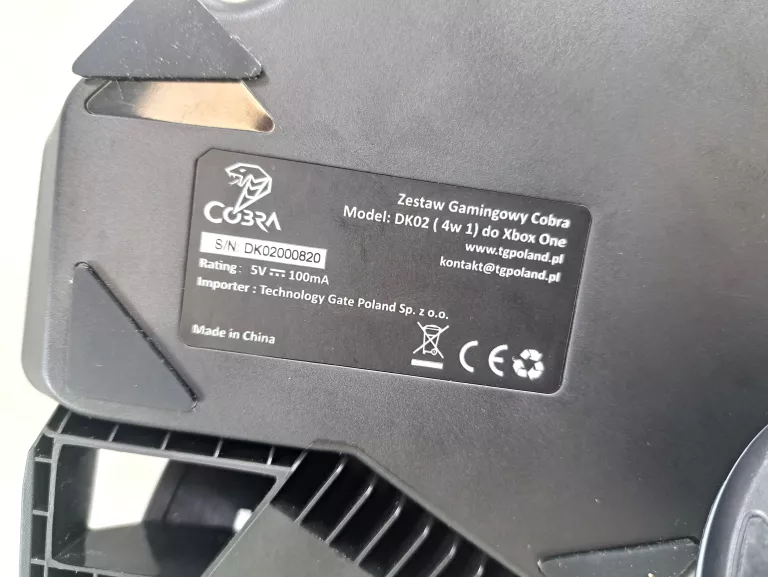 COBRA
Zestaw Gamingowy Cobra
Model: DK02 ( 4w 1) do Xbox One
www.tgpoland.pl
kontakt@tgpoland.pl
S/N: DK02000820
Rating: 5V 100mA
Importer : Technology Gate Poland Sp. z o.o.
Made in China
CE